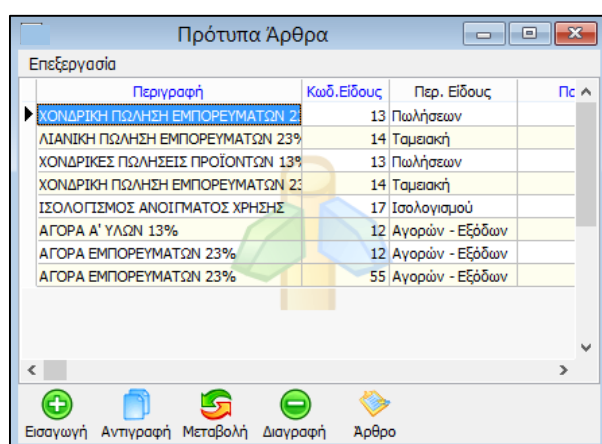 Πρότυπα Άρθρα
Επεξεργασία
Περιγραφή Κωδ.Είδους Περ. Είδους
ΧΟΝΔΡΙΚΗ ΠΩΛΗΣΗ ΕΜΠΟΡΕΥΜΑΤΩΝ 2 13 Πωλήσεων
ΛΙΑΝΙΚΗ ΠΩΛΗΣΗ ΕΜΠΟΡΕΥΜΑΤΩΝ 23% 14 Ταμειακή
ΧΟΝΔΡΙΚΕΣ ΠΩΛΗΣΕΙΣ ΠΡΟΪΟΝΤΩΝ 13% 13 Πωλήσεων
ΧΟΝΔΡΙΚΗ ΠΩΛΗΣΗ ΕΜΠΟΡΕΥΜΑΤΩΝ 23 14 Ταμειακή
ΙΣΟΛΟΓΙΣΜΟΣ ΑΝΟΙΓΜΑΤΟΣ ΧΡΗΣΗΣ 17 Ισολογισμού
ΑΓΟΡΑ Α' ΥΛΩΝ 13% 12 Αγορών - Εξόδων
ΑΓΟΡΑ ΕΜΠΟΡΕΥΜΑΤΩΝ 23% 12 Αγορών - Εξόδων
ΑΓΟΡΑ ΕΜΠΟΡΕΥΜΑΤΩΝ 23% 55 Αγορών - Εξόδων
Εισαγωγή Αντιγραφή Μεταβολή Διαγραφή Άρθρο